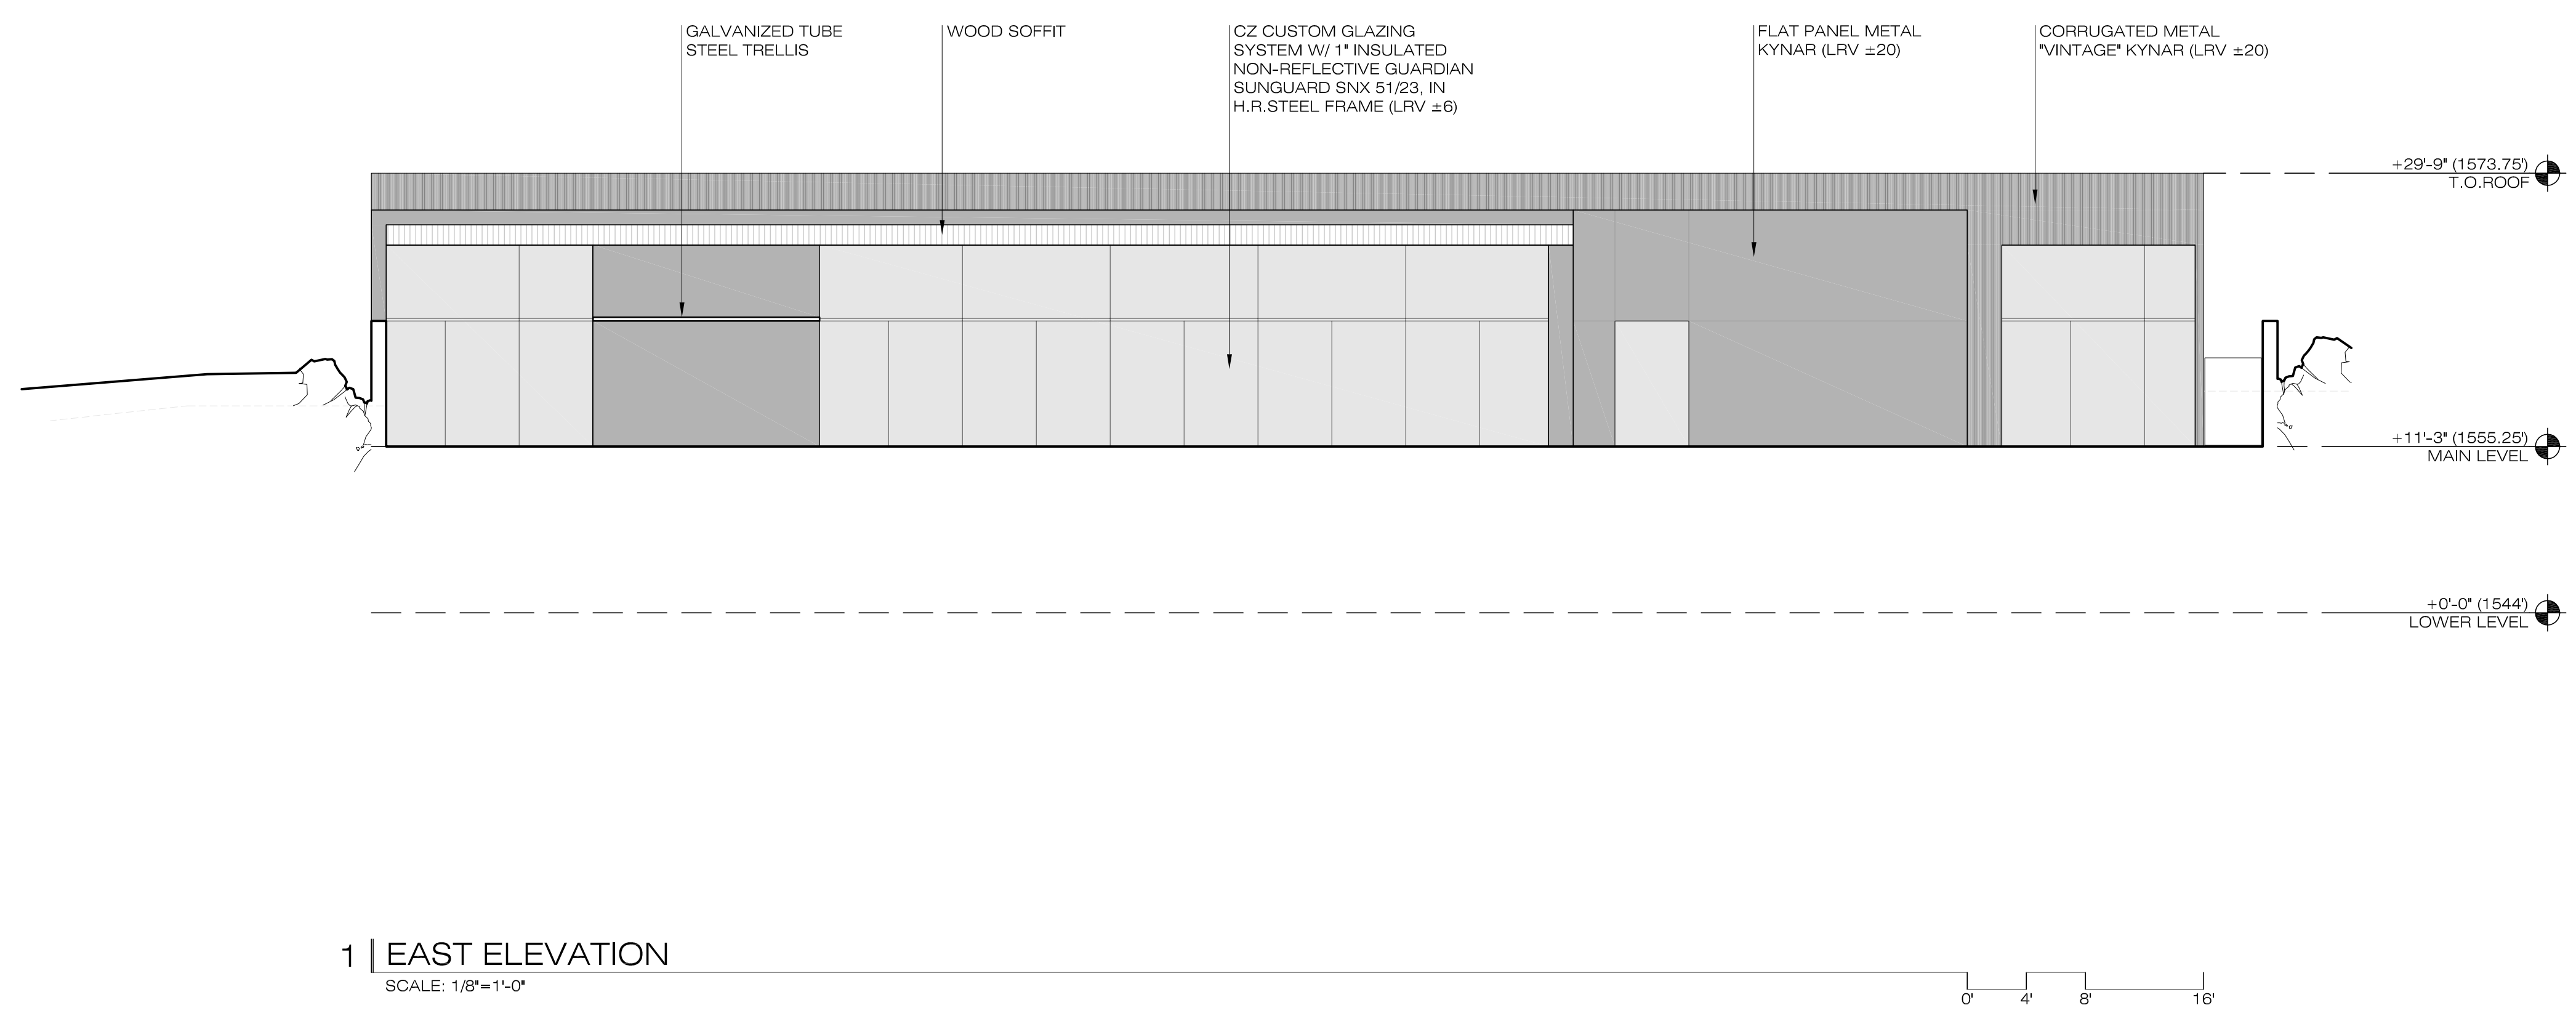 GALVANIZED TUBE
STEEL TRELLIS
WOOD SOFFIT
CZ CUSTOM GLAZING
SYSTEM W/ 1" INSULATED
NON-REFLECTIVE GUARDIAN
SUNGUARD SNX 51/23, IN
H.R.STEEL FRAME (LRV ±6)
FLAT PANEL METAL
KYNAR (LRV ±20)
CORRUGATED METAL
"VINTAGE" KYNAR (LRV ±20)
+29'-9" (1573.75')
T.O.ROOF
+11'-3" (1555.25')
MAIN LEVEL
+0'-0" (1544')
LOWER LEVEL
1 EAST ELEVATION
SCALE: 1/8"=1'-0"
0' 4' 8' 16'